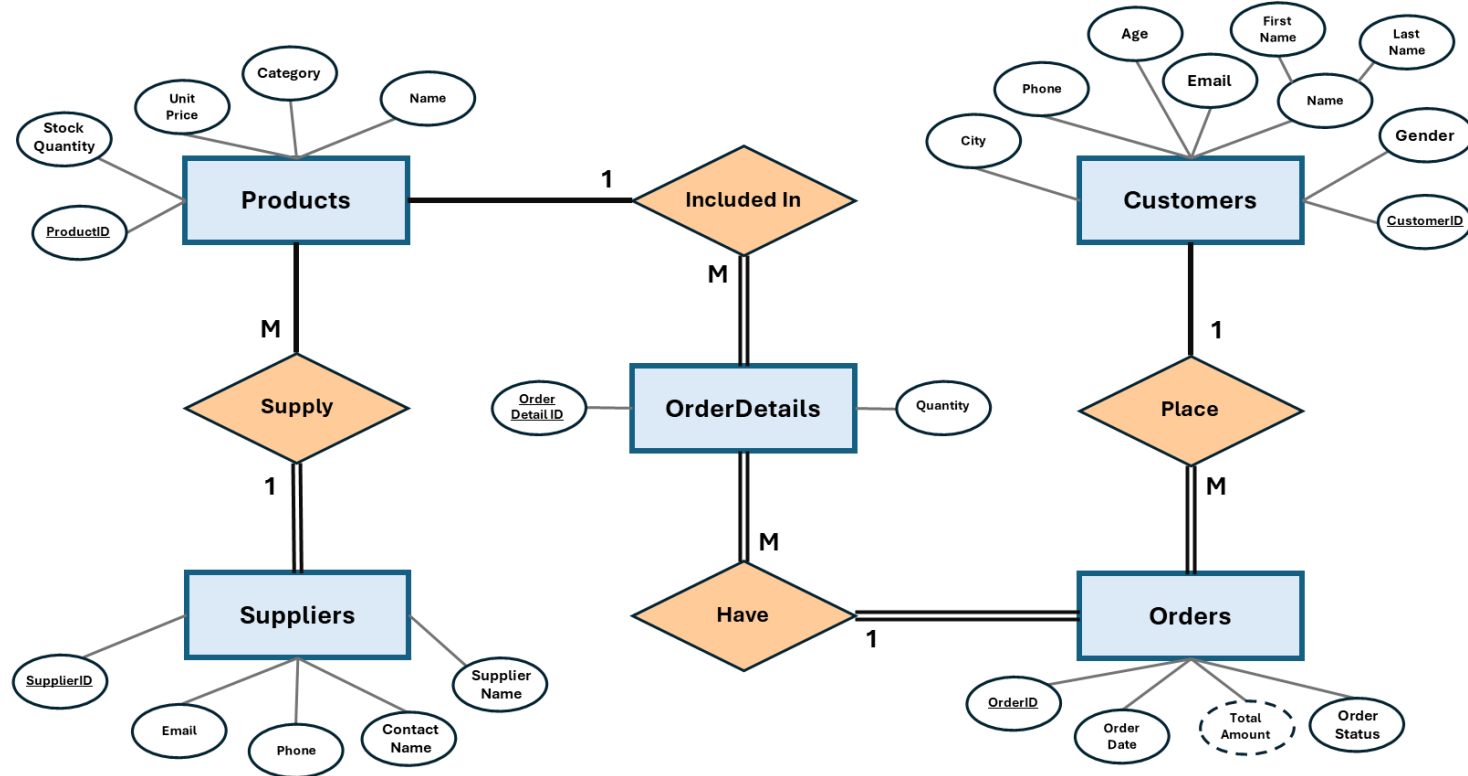 First
Name
Last
Name
Age
Email
Name
Phone
City
Gender
CustomerID
Customers
Category
Unit
Price
Name
Stock
Quantity
ProductID
Products
1
Included In
M
M
Supply
1
Order
Detail ID
OrderDetails
Quantity
1
Place
M
M
Have
1
Suppliers
SupplierID
Email
Phone
Contact
Name
Supplier
Name
Orders
OrderID
Order
Date
Total
Amount
Order
Status